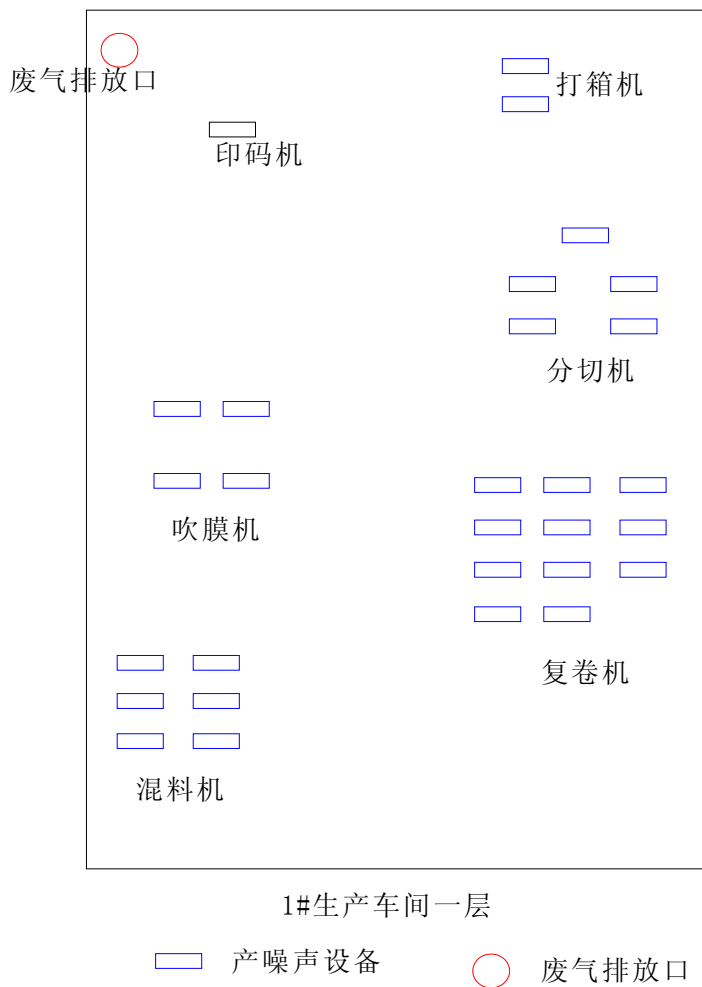 废气排放口
打箱机
印码机
分切机
吹膜机
复卷机
混料机
1#生产车间一层
产噪声设备
废气排放口